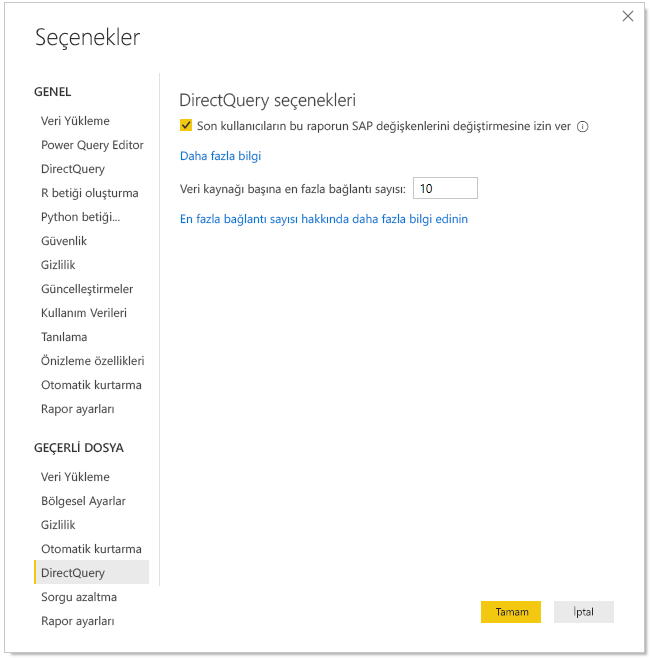 Seçenekler
GENEL
Veri Yükleme
Power Query Editor
DirectQuery
R betiği oluşturma
Python betiği...
Güvenlik
Gizlilik
Güncelleştirmeler
Kullanım Verileri
Tanılama
Önizleme özellikleri
Otomatik kurtarma
Rapor ayarları
GEÇERLİ DOSYA
Veri Yükleme
Bölgesel Ayarlar
Gizlilik
Otomatik kurtarma
DirectQuery
Sorgu azaltma
Rapor ayarları
DirectQuery seçenekleri
Son kullanıcıların bu raporun SAP değişkenlerini değiştirmesine izin ver
Daha fazla bilgi
Veri kaynağı başına en fazla bağlantı sayısı: 10
En fazla bağlantı sayısı hakkında daha fazla bilgi edinin
Tamam İptal